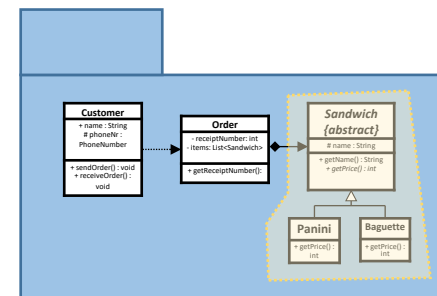 Customer
+ name : String
# phoneNr :
PhoneNumber
+ sendOrder() : void
+ receiveOrder() :
void
Order
- receiptNumber: int
- items: List<Sandwich>
+ getReceiptNumber():
Sandwich
{abstract}
# name : String
+ getName() : String
+ getPrice() : int
Panini
+ getPrice() :
int
Baguette
+ getPrice() :
int